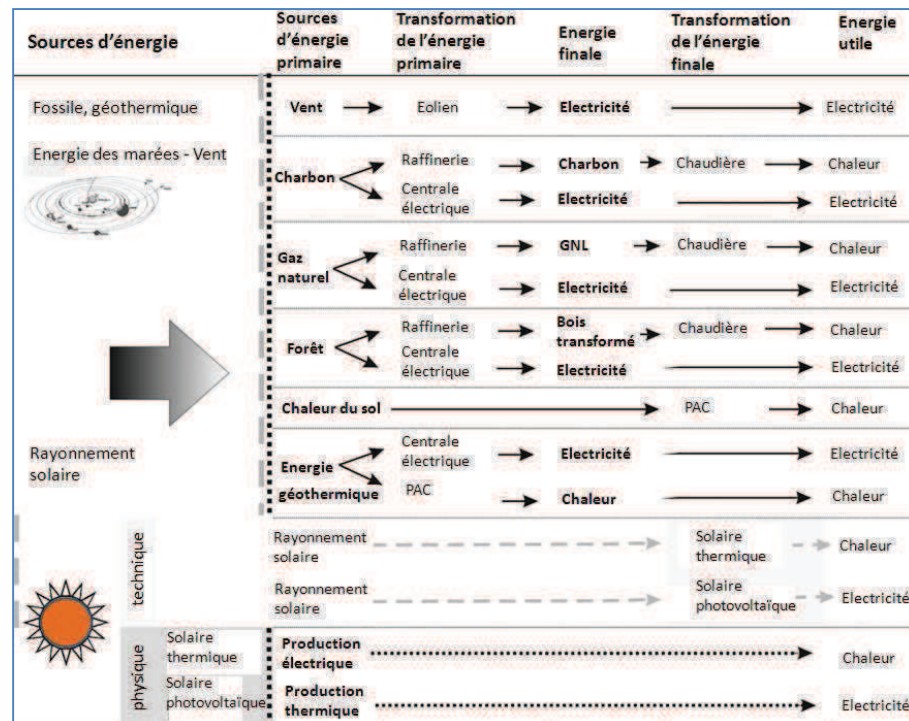 Sources d'énergie
Sources
d'énergie
primaire
Transformation
de l'énergie
primaire
Energie
finale
Transformation
de l'énergie
finale
Energie
utile
Fossile, géothermique
Energie des marées - Vent
Rayonnement
solaire
Vent
Eolien
Electricité
Electricité
Charbon
Raffinerie
Charbon
Chaudière
Chaleur
Centrale
électrique
Electricité
Electricité
Gaz
naturel
Raffinerie
GNL
Chaudière
Chaleur
Centrale
électrique
Electricité
Electricité
Forêt
Raffinerie
Bois
transformé
Chaudière
Chaleur
Centrale
électrique
Electricité
Electricité
Chaleur du sol
PAC
Chaleur
Energie
géothermique
Centrale
électrique
Electricité
Electricité
PAC
Chaleur
Chaleur
technique
Rayonnement
solaire
Solaire
thermique
Chaleur
Rayonnement
solaire
Solaire
photovoltaïque
Electricité
physique
Solaire
thermique
Production
électrique
Chaleur
Solaire
photovoltaïque
Production
thermique
Electricité